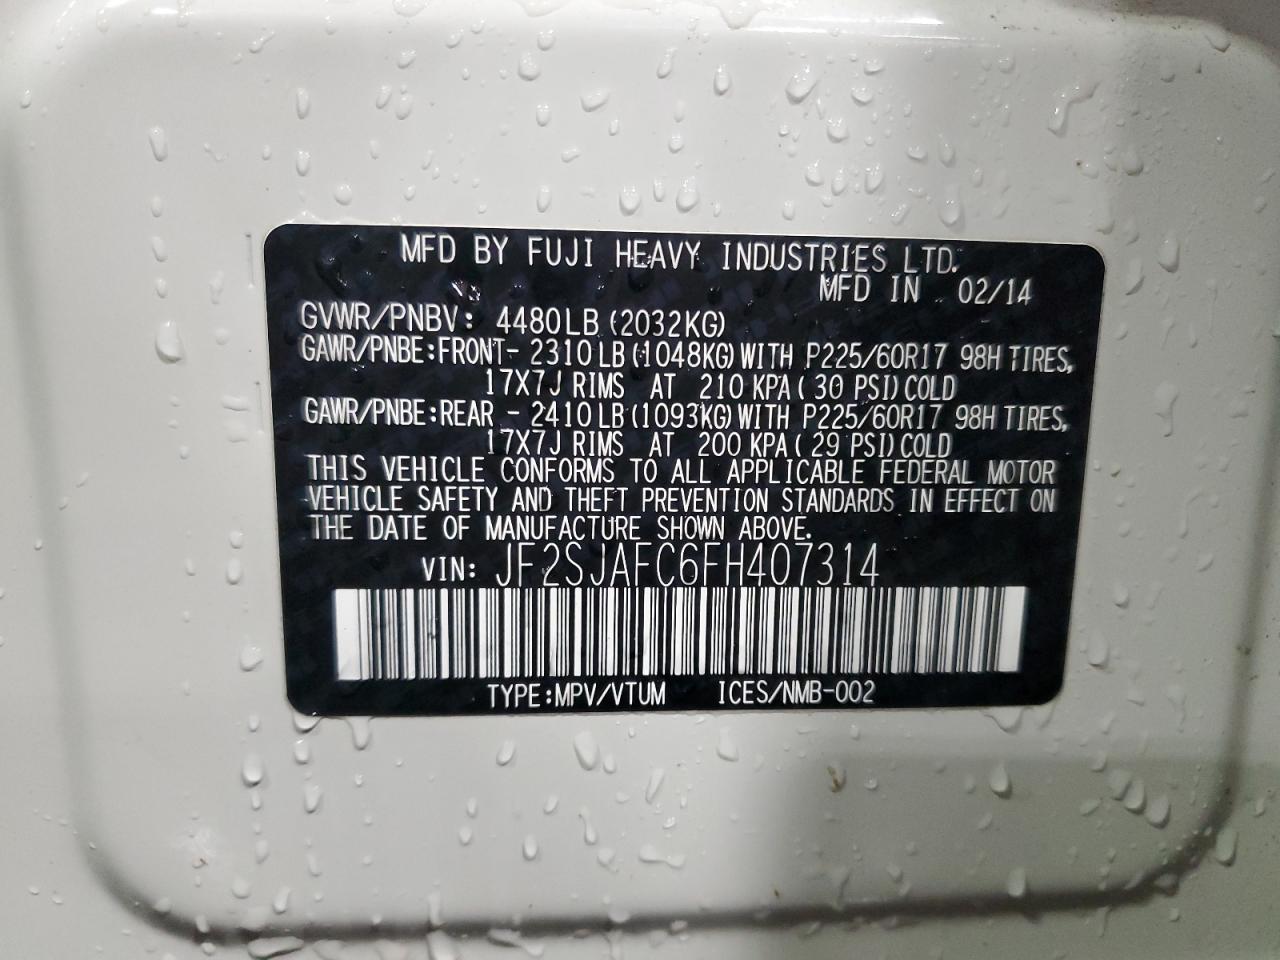 MFD BY FUJI HEAVY INDUSTRIES LTD.
MFD IN 02/14
GVWR/PNBV: 4480LB(2032KG)
GAWR/PNBE:FRONT- 2310LB(1048KG)WITH P225/60R17 98H TIRES,
17X7J RIMS AT 210 KPA(30 PSI)COLD
GAWR/PNBE:REAR - 2410LB(1093KG)WITH P225/60R17 98H TIRES,
17X7J RIMS AT 200 KPA(29 PSI)COLD
THIS VEHICLE CONFORMS TO ALL APPLICABLE FEDERAL MOTOR
VEHICLE SAFETY AND THEFT PREVENTION STANDARDS IN EFFECT ON
THE DATE OF MANUFACTURE SHOWN ABOVE.
VIN: JF2SJAFC6FH407314
TYPE:MPV/VTUM ICES/NMB-002